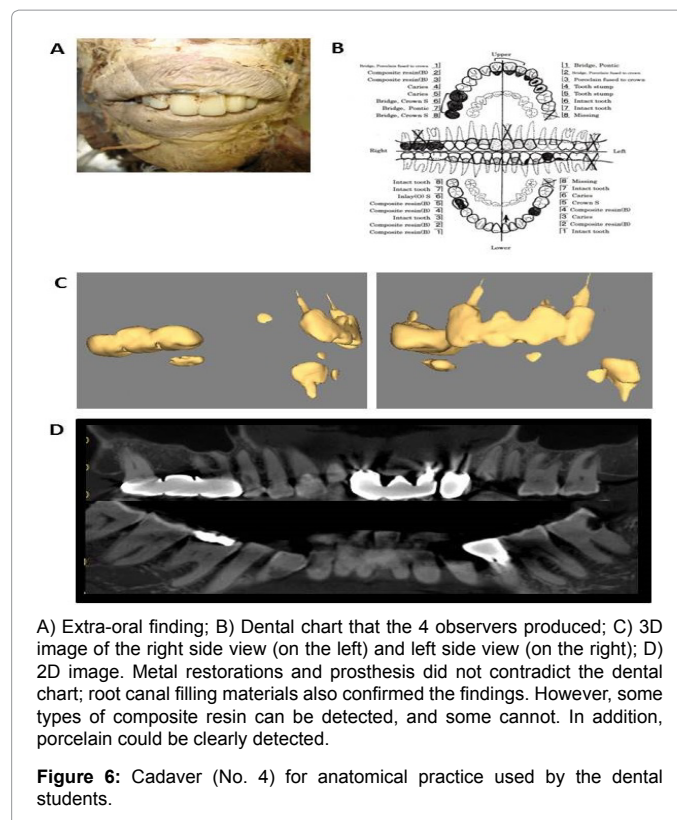 A
B
Upper
Bridge, Porcelain fused to crown 1
Composite resin(B) 2
Composite resin(B) 3
Caries 4
Caries 5
Bridge, Crown S 6
Bridge, Pontic 7
Bridge, Crown S 8
1 Bridge, Pontic
2 Bridge, Porcelain fused to crown
3 Porcelain fused to crown
4 Tooth stump
5 Tooth stump
6 Intact tooth
7 Intact tooth
8 Missing
Right
Left
Intact tooth 8
Intact tooth 7
Inlay(O) S 6
Composite resin(B) 5
Composite resin(B) 4
Intact tooth 3
Composite resin(B) 2
Composite resin(B) 1
8 Missing
7 Intact tooth
6 Caries
5 Crown S
4 Composite resin(B)
3 Caries
2 Composite resin(B)
1 Intact tooth
Lower
C
D
A) Extra-oral finding; B) Dental chart that the 4 observers produced; C) 3D
image of the right side view (on the left) and left side view (on the right); D)
2D image. Metal restorations and prosthesis did not contradict the dental
chart; root canal filling materials also confirmed the findings. However, some
types of composite resin can be detected, and some cannot. In addition,
porcelain could be clearly detected.
Figure 6: Cadaver (No. 4) for anatomical practice used by the dental
students.